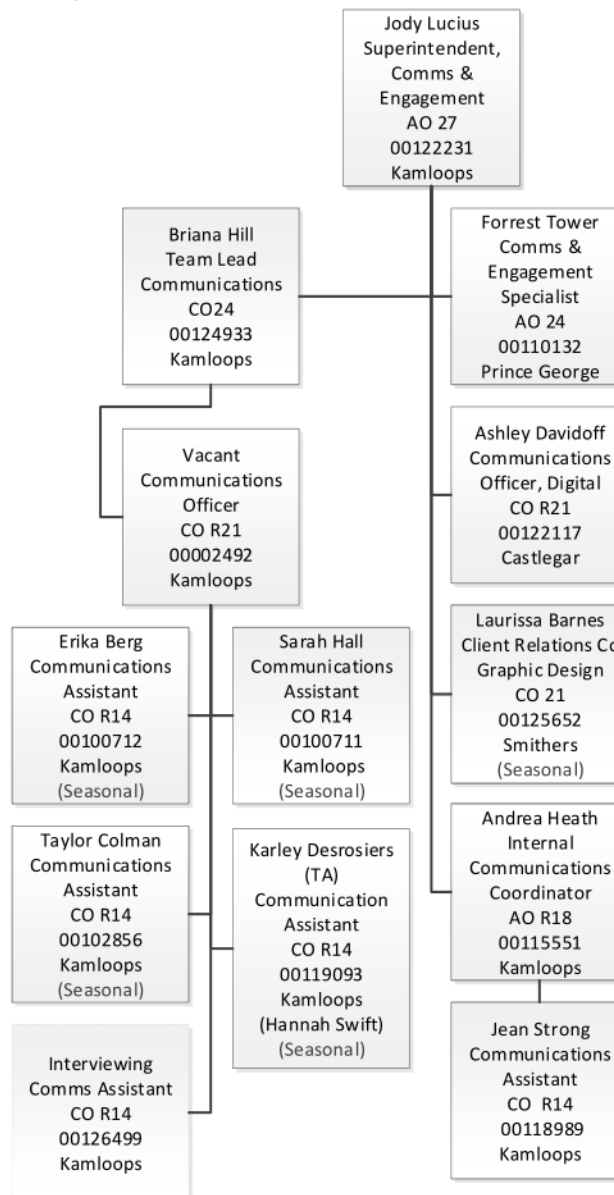 Jody Lucius
Superintendent,
Comms &
Engagement
AO 27
00122231
Kamloops
Briana Hill
Team Lead
Communications
CO24
00124933
Kamloops
Forrest Tower
Comms &
Engagement
Specialist
AO 24
00110132
Prince George
Vacant
Communications
Officer
CO R21
00002492
Kamloops
Ashley Davidoff
Communications
Officer, Digital
CO R21
00122117
Castlegar
Erika Berg
Communications
Assistant
CO R14
00100712
Kamloops
(Seasonal)
Sarah Hall
Communications
Assistant
CO R14
00100711
Kamloops
(Seasonal)
Laurissa Barnes
Client Relations
Graphic Design
CO 21
00125652
Smithers
(Seasonal)
Taylor Colman
Communications
Assistant
CO R14
00102856
Kamloops
(Seasonal)
Karley Desrosiers
(TA)
Communication
Assistant
CO R14
00119093
Kamloops
(Hannah Swift)
(Seasonal)
Andrea Heath
Internal
Communications
Coordinator
AO R18
00115551
Kamloops
Interviewing
Comms Assistant
CO R14
00126499
Kamloops
Jean Strong
Communications
Assistant
CO  R14
00118989
Kamloops